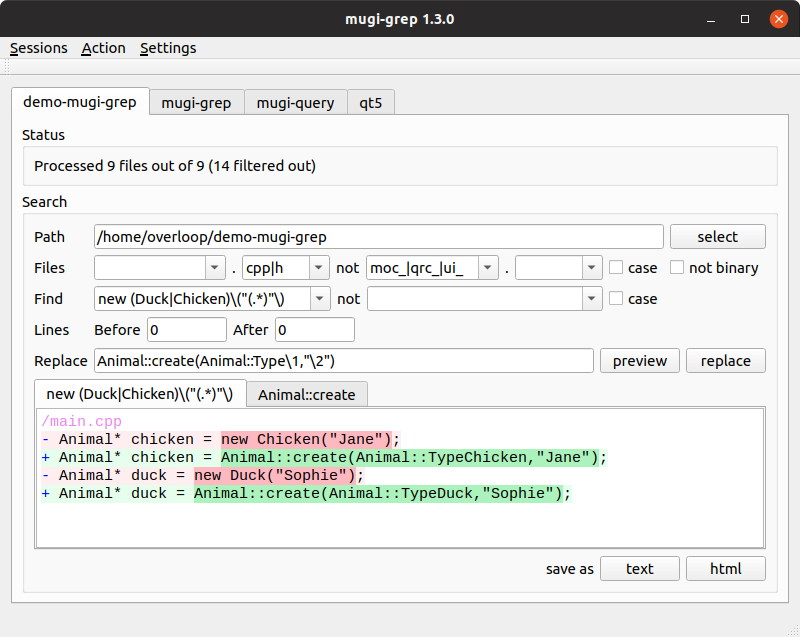 mugi-grep 1.3.0
Sessions Action Settings
demo-mugi-grep mugi-grep mugi-query qt5
Status
Processed 9 files out of 9 (14 filtered out)
Search
Path /home/overloop/demo-mugi-grep select
Files . cpp|h not moc_|qrc_|ui_ . case not binary
Find new (Duck|Chicken)\("(.*)"\) not case
Lines Before 0 After 0
Replace Animal::create(Animal::Type\1,"\2") preview replace
new (Duck|Chicken)\("(.*)"\) Animal::create
/main.cpp
- Animal* chicken = new Chicken("Jane");
+ Animal* chicken = Animal::create(Animal::TypeChicken,"Jane");
- Animal* duck = new Duck("Sophie");
+ Animal* duck = Animal::create(Animal::TypeDuck,"Sophie");
save as text html